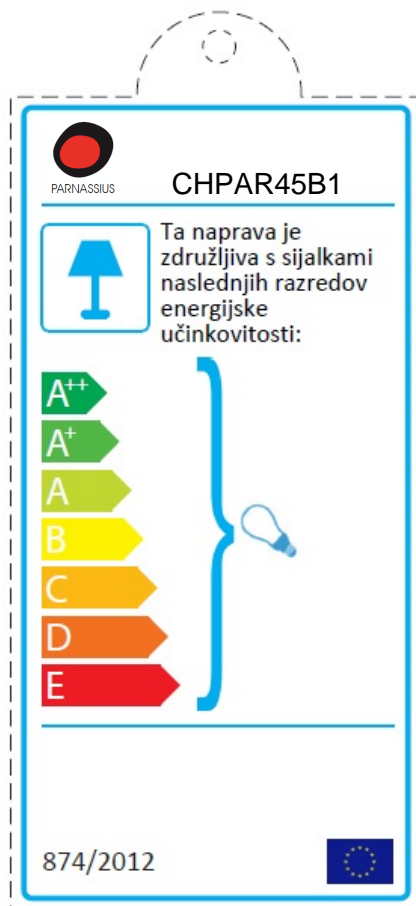 PARNASSIUS
CHPAR45B1
Ta naprava je
združljiva s sijalkami
naslednjih razredov
energijske
učinkovitosti:
A++
A+
A
B
C
D
E
874/2012